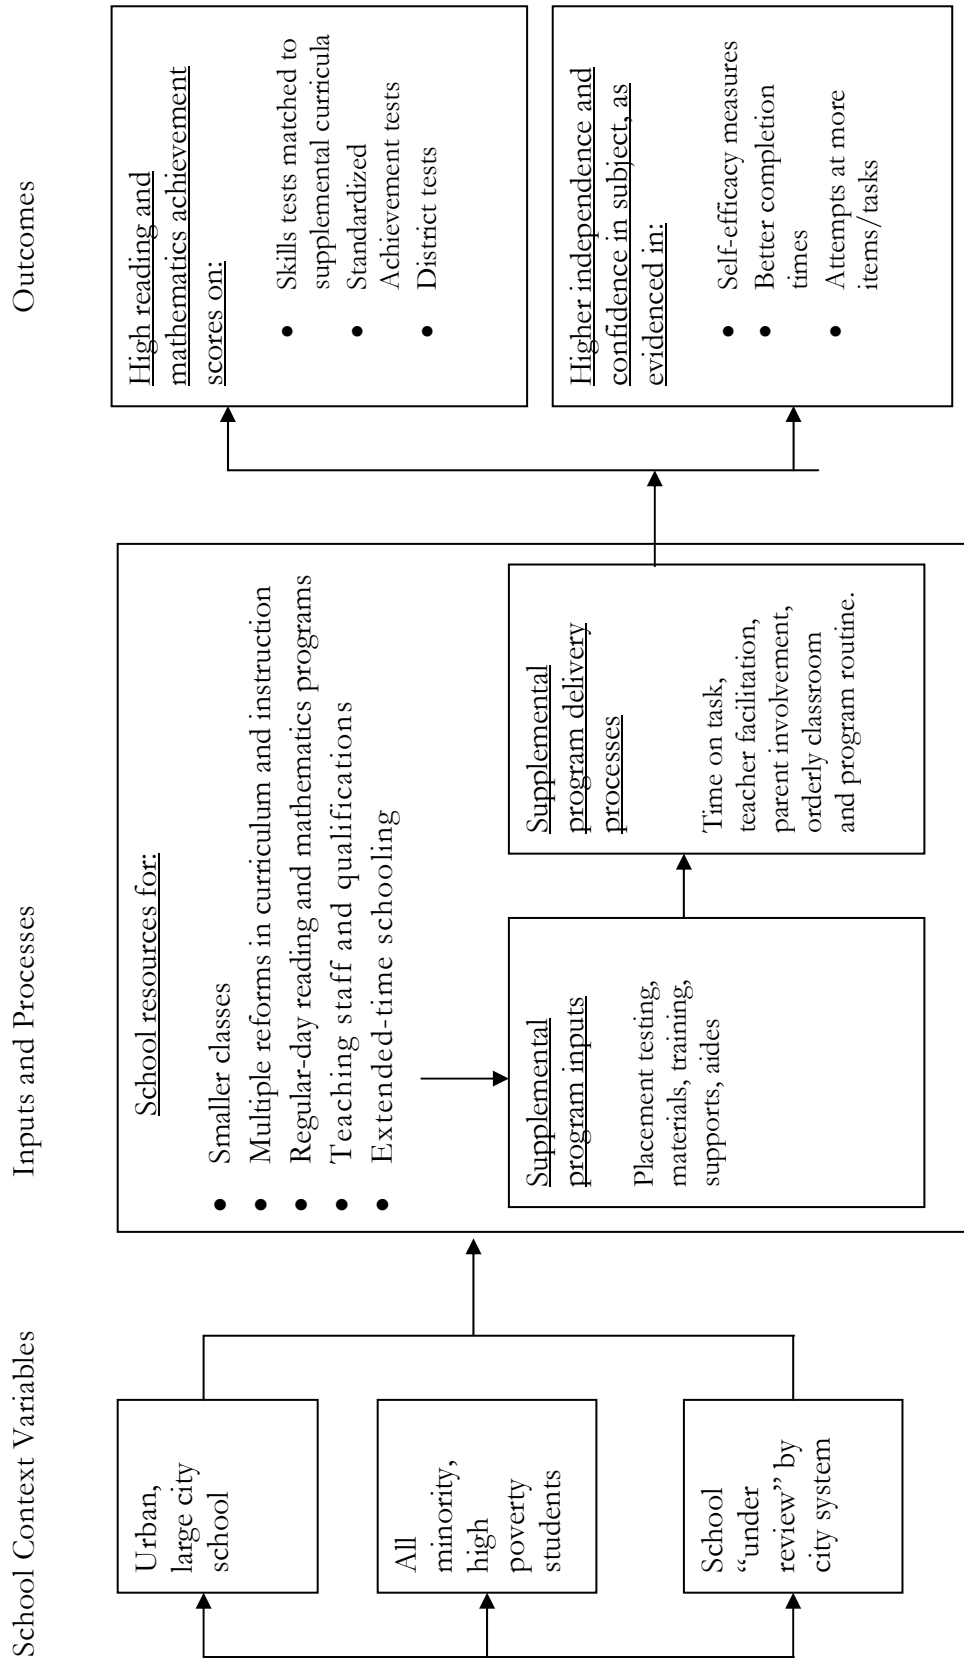 School Context Variables
Inputs and Processes
Outcomes
Urban,
large city
school
All
minority,
high
poverty
students
School
“under
review” by
city system
School resources for:
• Smaller classes
• Multiple reforms in curriculum and instruction
• Regular-day reading and mathematics programs
• Teaching staff and qualifications
• Extended-time schooling
Supplemental
program inputs
Placement testing,
materials, training,
supports, aides
Supplemental
program delivery
processes
Time on task,
teacher facilitation,
parent involvement,
orderly classroom
and program routine.
High reading and
mathematics achievement
scores on:
• Skills tests matched to
supplemental curricula
• Standardized
Achievement tests
• District tests
Higher independence and
confidence in subject, as
evidenced in:
• Self-efficacy measures
• Better completion
times
• Attempts at more
items/tasks